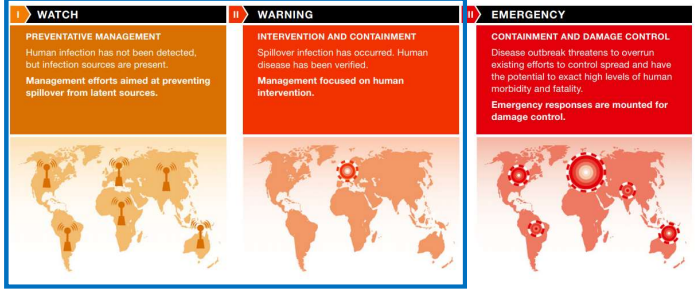 I WATCH
PREVENTATIVE MANAGEMENT
Human infection has not been detected,
but infection sources are present.
Management efforts aimed at preventing
spillover from latent sources.
II WARNING
INTERVENTION AND CONTAINMENT
Spillover infection has occurred. Human
disease has been verified.
Management focused on human
intervention.
III EMERGENCY
CONTAINMENT AND DAMAGE CONTROL
Disease outbreak threatens to overrun
existing efforts to control spread and have
the potential to exact high levels of human
morbidity and fatality.
Emergency responses are mounted for
damage control.